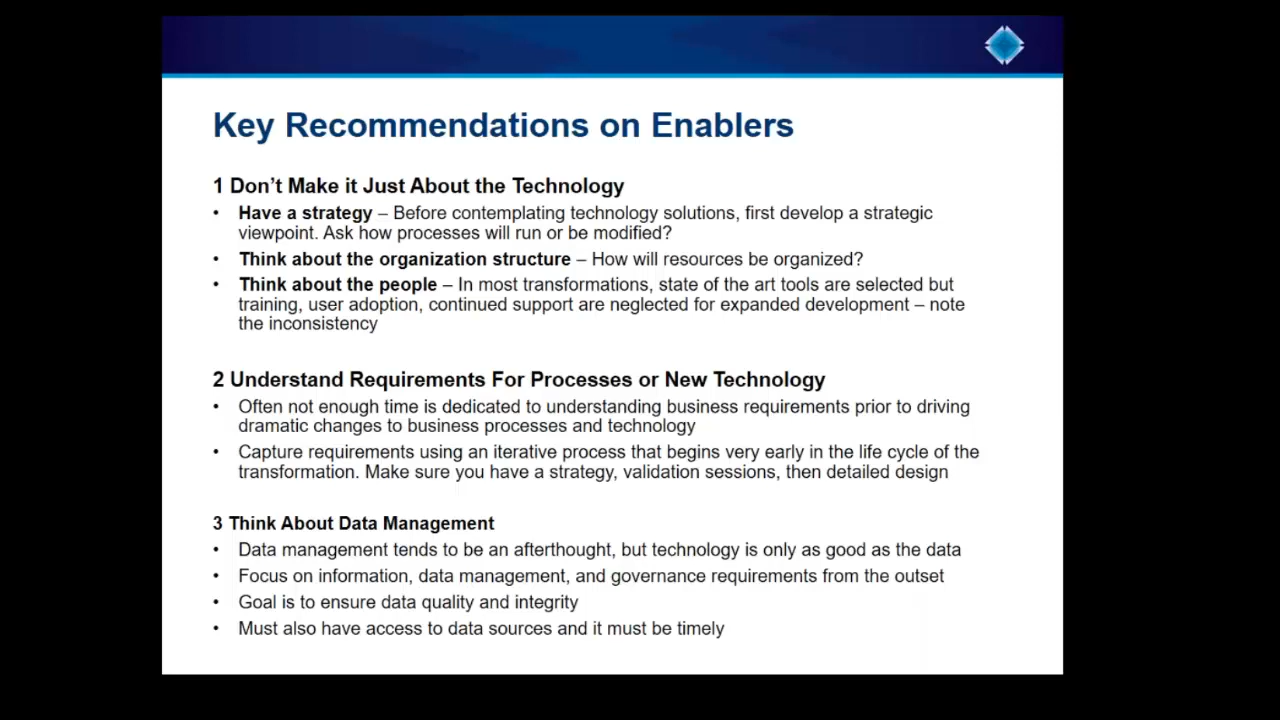 Key Recommendations on Enablers
1 Don't Make it Just About the Technology
• Have a strategy – Before contemplating technology solutions, first develop a strategic
viewpoint. Ask how processes will run or be modified?
• Think about the organization structure – How will resources be organized?
• Think about the people – In most transformations, state of the art tools are selected but
training, user adoption, continued support are neglected for expanded development – note
the inconsistency
2 Understand Requirements For Processes or New Technology
• Often not enough time is dedicated to understanding business requirements prior to driving
dramatic changes to business processes and technology
• Capture requirements using an iterative process that begins very early in the life cycle of the
transformation. Make sure you have a strategy, validation sessions, then detailed design
3 Think About Data Management
• Data management tends to be an afterthought, but technology is only as good as the data
• Focus on information, data management, and governance requirements from the outset
• Goal is to ensure data quality and integrity
• Must also have access to data sources and it must be timely